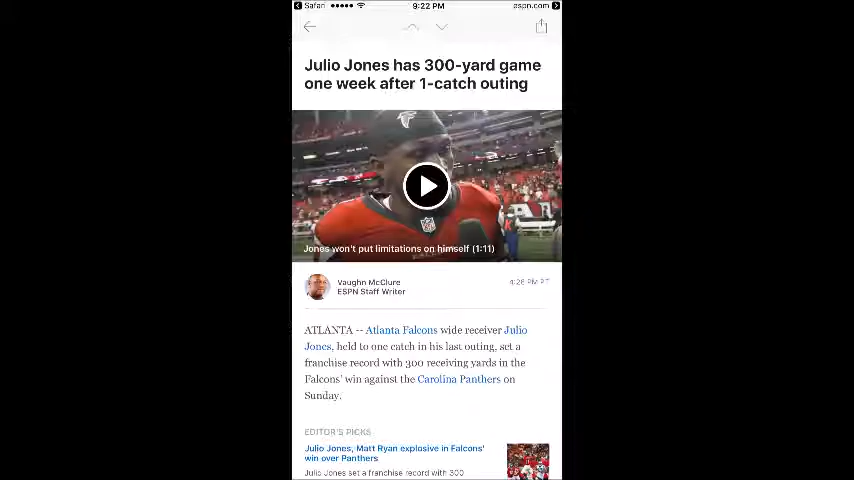 Safari 9:22 PM espn.com
Julio Jones has 300-yard game
one week after 1-catch outing
Jones won't put limitations on himself (1:11)
Vaughn McClure 4:26 PM PT
ESPN Staff Writer
ATLANTA -- Atlanta Falcons wide receiver Julio
Jones, held to one catch in his last outing, set a
franchise record with 300 receiving yards in the
Falcons' win against the Carolina Panthers on
Sunday.
EDITOR'S PICKS
Julio Jones, Matt Ryan explosive in Falcons'
win over Panthers
Julio Jones set a franchise record with 300